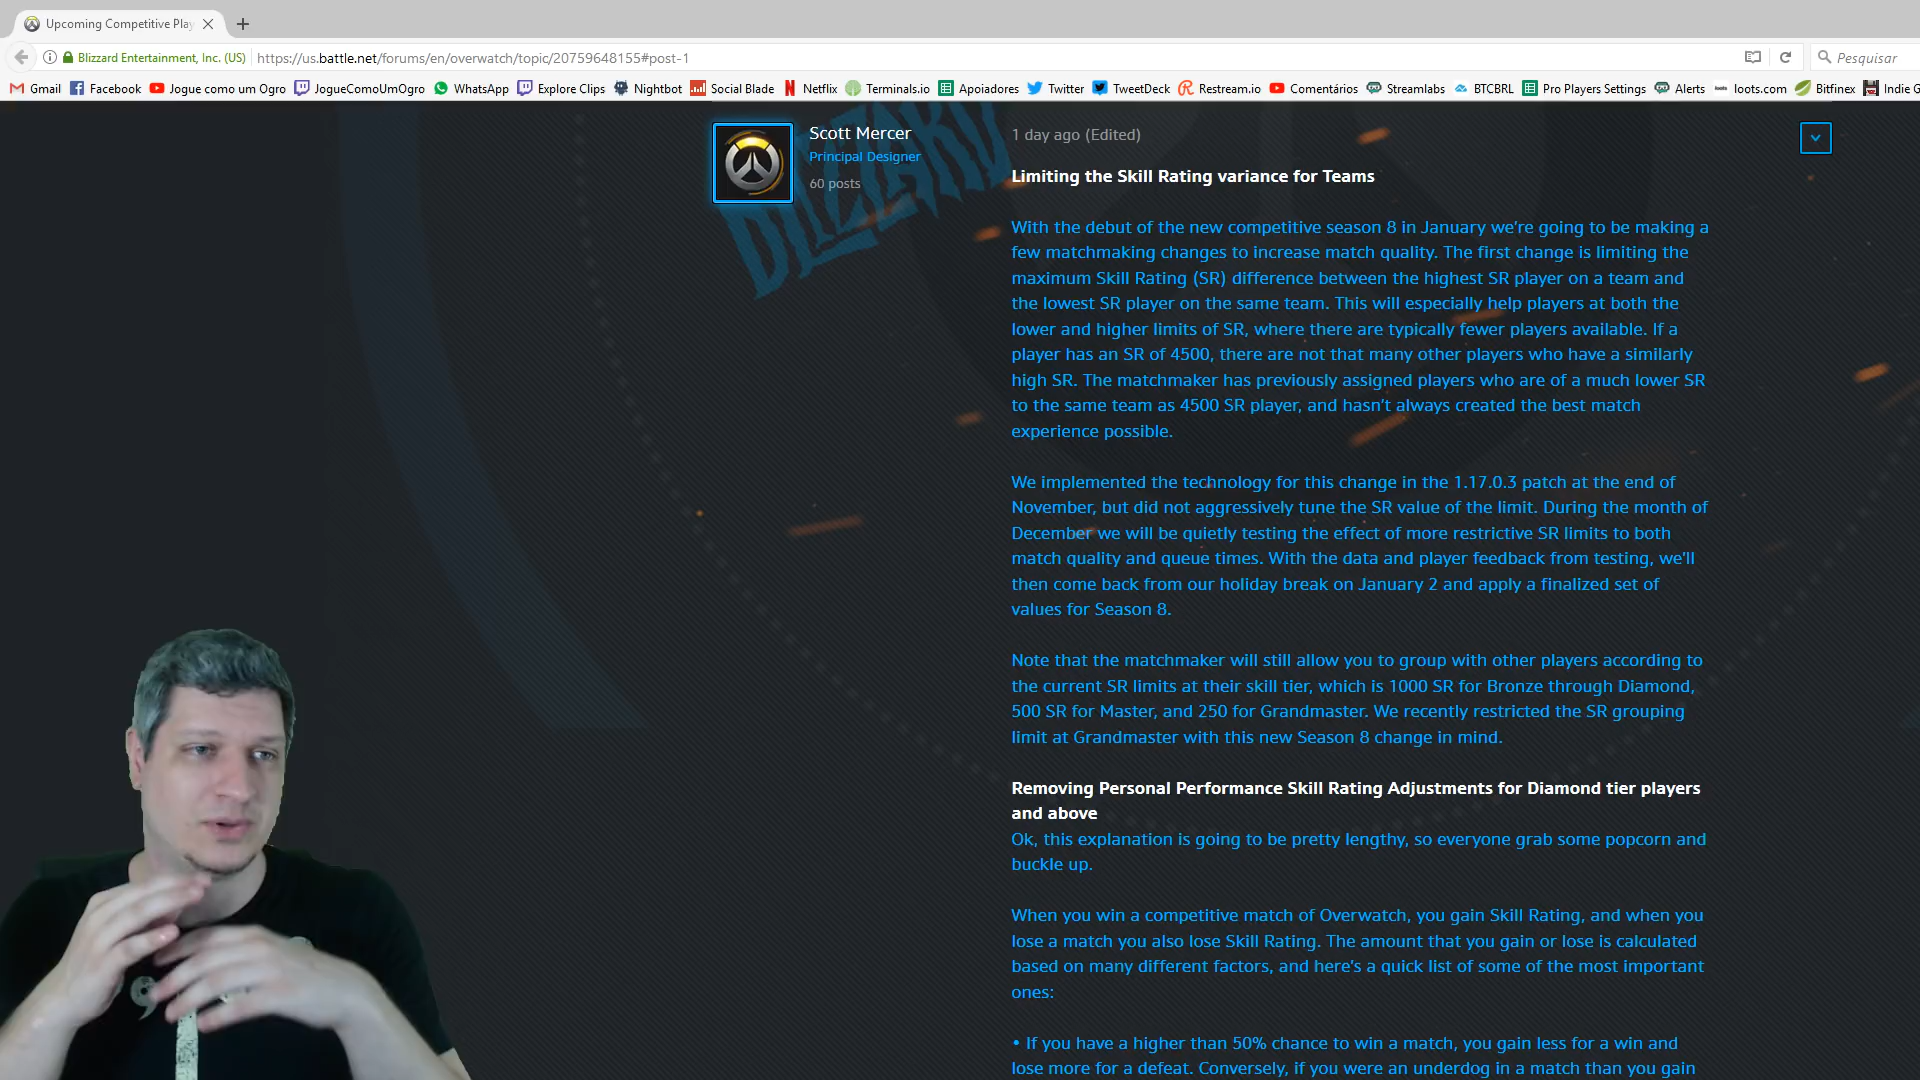 Upcoming Competitive Play
Blizzard Entertainment, Inc. (US)
https://us.battle.net/forums/en/overwatch/topic/20759648155#post-1
Pesquisar
Gmail Facebook Jogue como um Ogro JogueComoUmOgro WhatsApp Explore Clips Nightbot Social Blade Netflix Terminals.io Apoiadores Twitter TweetDeck Restream.io Comentários Streamlabs BTCBRL Pro Players Settings Alerts loots.com Bitfinex Indie G
BLIZZARD
Scott Mercer
Principal Designer
60 posts
1 day ago (Edited)
Limiting the Skill Rating variance for Teams
With the debut of the new competitive season 8 in January we’re going to be making a
few matchmaking changes to increase match quality. The first change is limiting the
maximum Skill Rating (SR) difference between the highest SR player on a team and
the lowest SR player on the same team. This will especially help players at both the
lower and higher limits of SR, where there are typically fewer players available. If a
player has an SR of 4500, there are not that many other players who have a similarly
high SR. The matchmaker has previously assigned players who are of a much lower SR
to the same team as 4500 SR player, and hasn’t always created the best match
experience possible.
We implemented the technology for this change in the 1.17.0.3 patch at the end of
November, but did not aggressively tune the SR value of the limit. During the month of
December we will be quietly testing the effect of more restrictive SR limits to both
match quality and queue times. With the data and player feedback from testing, we’ll
then come back from our holiday break on January 2 and apply a finalized set of
values for Season 8.
Note that the matchmaker will still allow you to group with other players according to
the current SR limits at their skill tier, which is 1000 SR for Bronze through Diamond,
500 SR for Master, and 250 for Grandmaster. We recently restricted the SR grouping
limit at Grandmaster with this new Season 8 change in mind.
Removing Personal Performance Skill Rating Adjustments for Diamond tier players
and above
Ok, this explanation is going to be pretty lengthy, so everyone grab some popcorn and
buckle up.
When you win a competitive match of Overwatch, you gain Skill Rating, and when you
lose a match you also lose Skill Rating. The amount that you gain or lose is calculated
based on many different factors, and here's a quick list of some of the most important
ones:
• If you have a higher than 50% chance to win a match, you gain less for a win and
lose more for a defeat. Conversely, if you were an underdog in a match than you gain